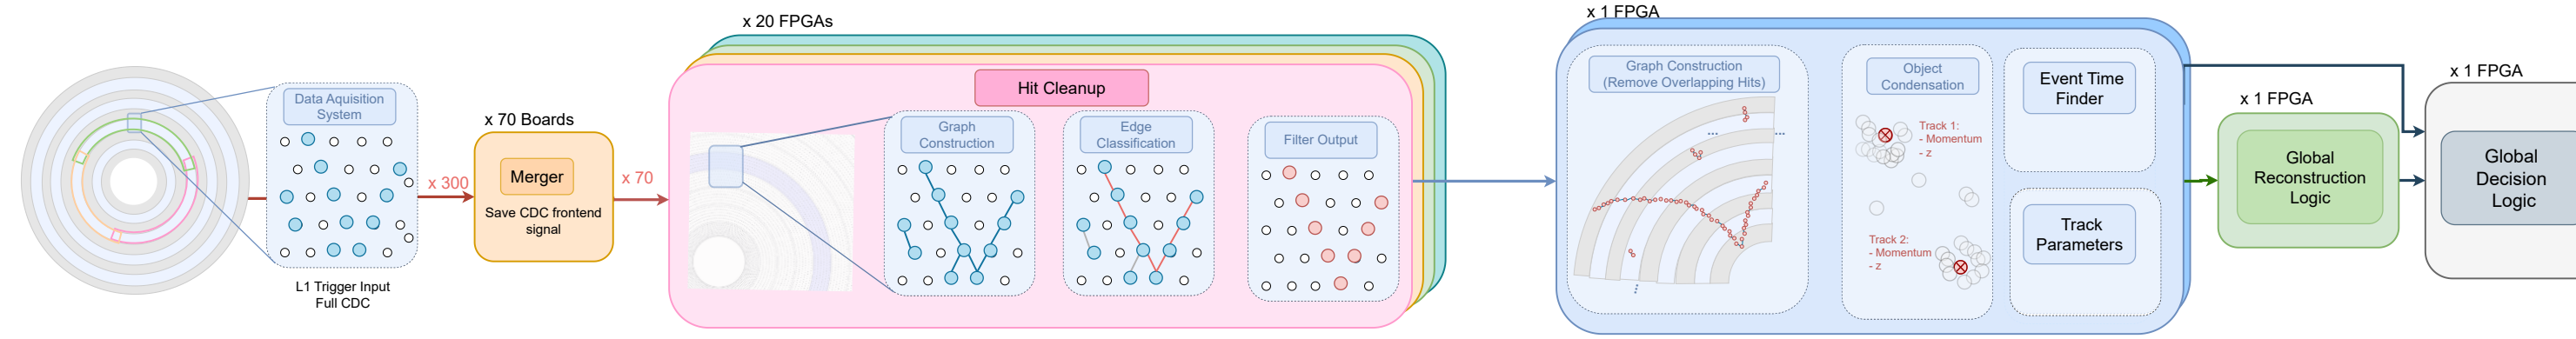 Data Aquisition
System
L1 Trigger Input
Full CDC
x 300
x 70 Boards
Merger
Save CDC frontend
signal
x 70
x 20 FPGAs
Hit Cleanup
Graph
Construction
Edge
Classification
Filter Output
x 1 FPGA
Graph Construction
(Remove Overlapping Hits)
Object
Condensation
Track 1:
- Momentum
- z
Track 2:
- Momentum
- z
Event Time
Finder
Track
Parameters
x 1 FPGA
Global
Reconstruction
Logic
x 1 FPGA
Global
Decision
Logic